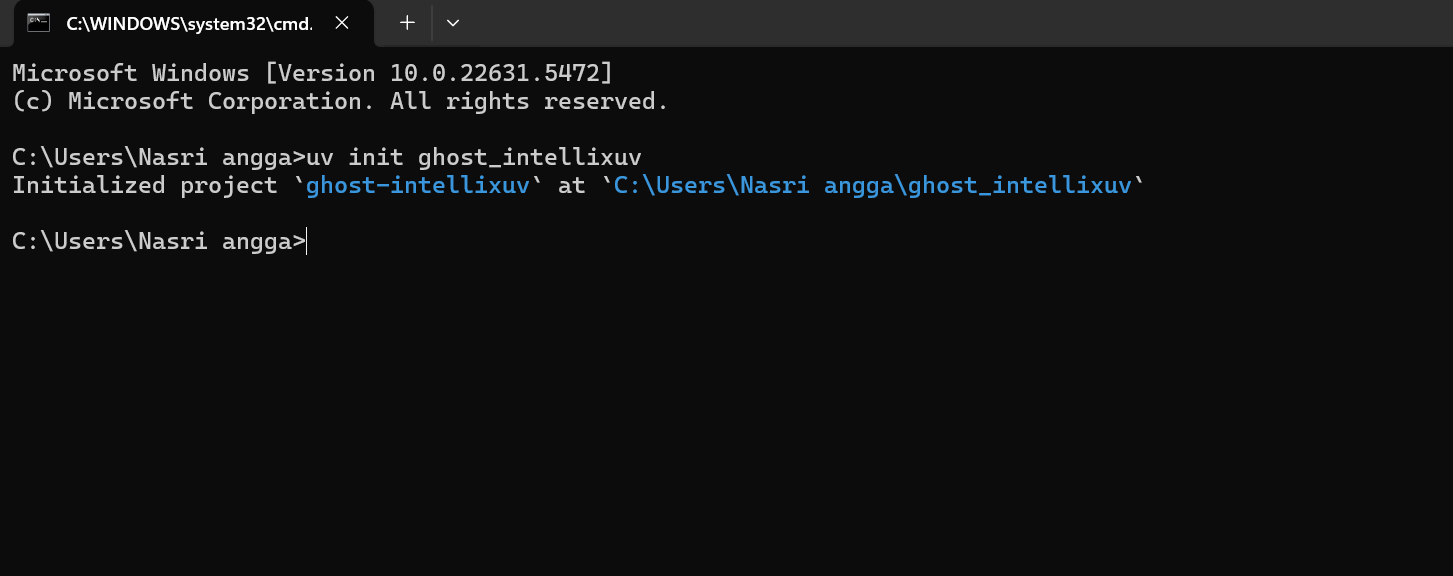 C:\WINDOWS\system32\cmd.
Microsoft Windows [Version 10.0.22631.5472]
(c) Microsoft Corporation. All rights reserved.
C:\Users\Nasri angga>uv init ghost_intellixuv
Initialized project `ghost-intellixuv` at `C:\Users\Nasri angga\ghost_intellixuv`
C:\Users\Nasri angga>